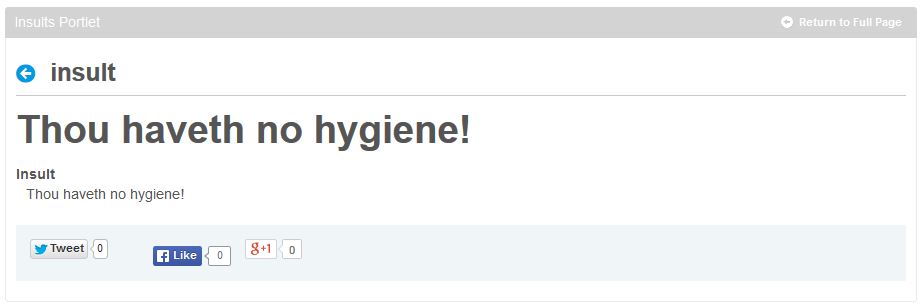 Insults Portlet
Return to Full Page
insult
Thou haveth no hygiene!
Insult
Thou haveth no hygiene!
Tweet 0 Like 0 g+1 0